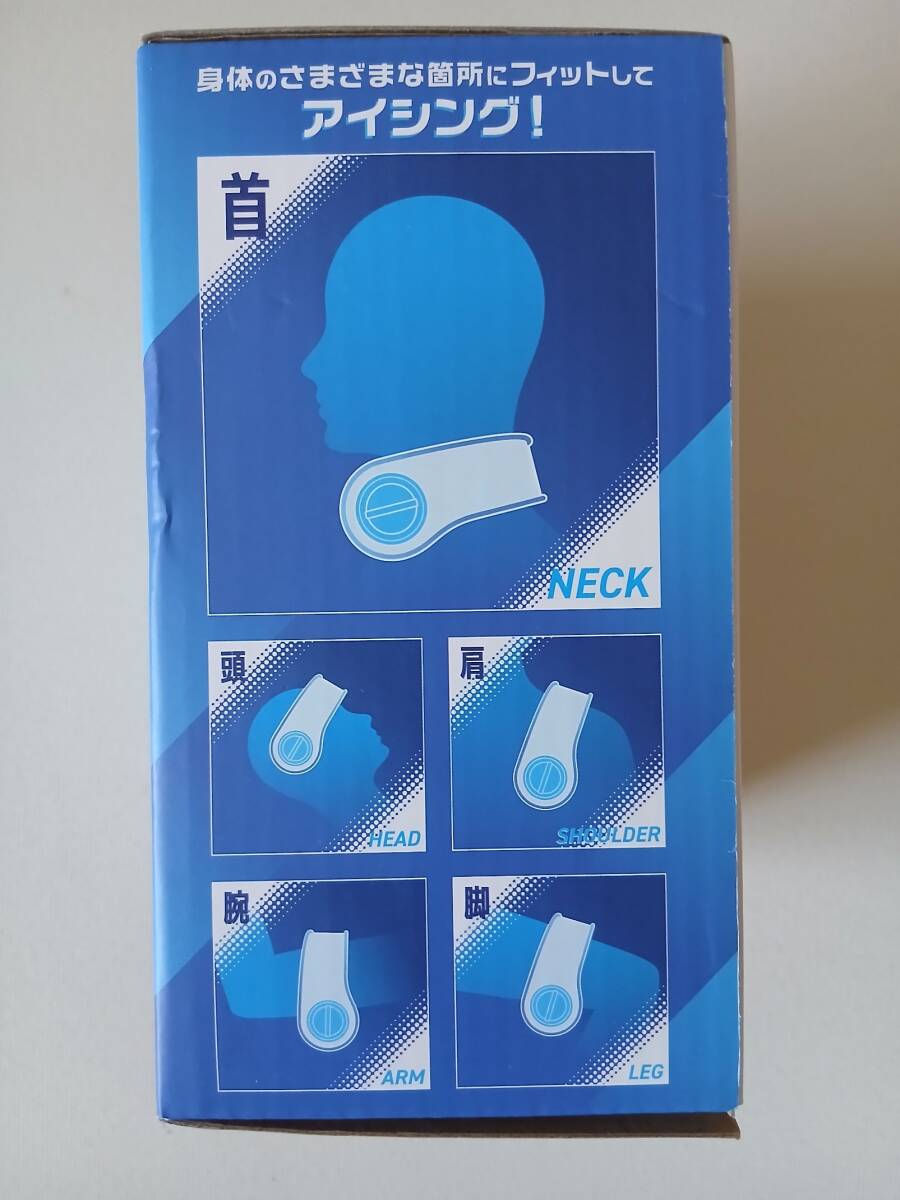 身体のさまざまな箇所にフィットして
アイシング!
首
NECK
頭
HEAD
肩
SHOULDER
腕
ARM
脚
LEG